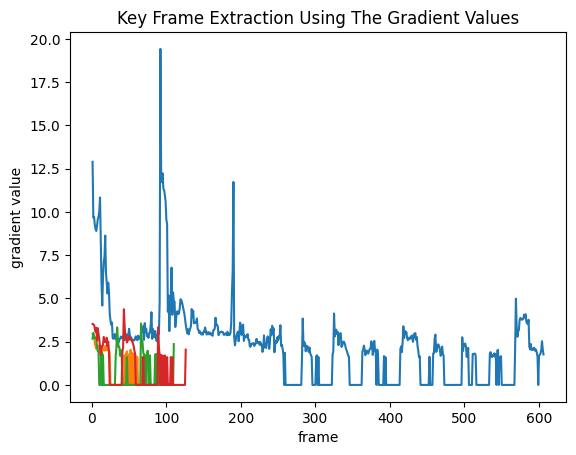 Key Frame Extraction Using The Gradient Values
20.0
17.5
15.0
12.5
10.0
7.5
5.0
2.5
0.0
gradient value
0 100 200 300 400 500 600
frame